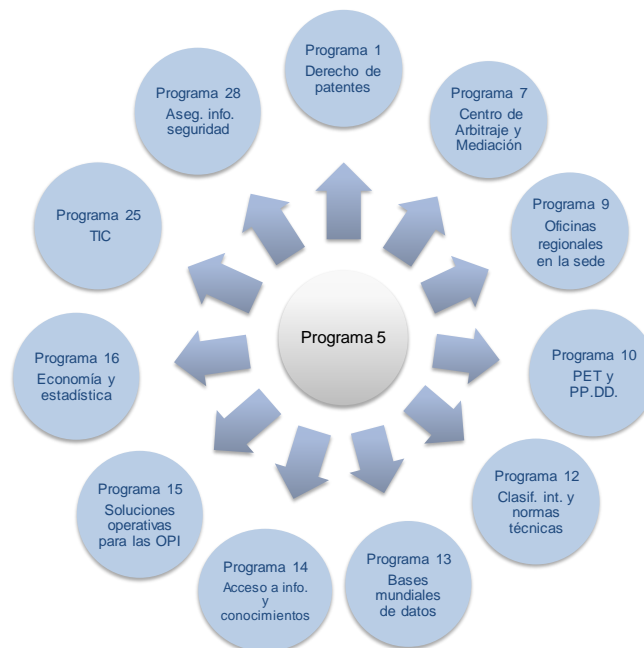 Programa 1
Derecho de
patentes
Programa 7
Centro de
Arbitraje y
Mediación
Programa 9
Oficinas
regionales
en la sede
Programa 10
PET y
PP.DD.
Programa 12
Clasif. int. y
normas
técnicas
Programa 13
Bases
mundiales
de datos
Programa 14
Acceso a info.
y
conocimientos
Programa 15
Soluciones
operativas
para las OPI
Programa 16
Economía y
estadística
Programa 25
TIC
Programa 28
Aseg. info.
seguridad
Programa 5